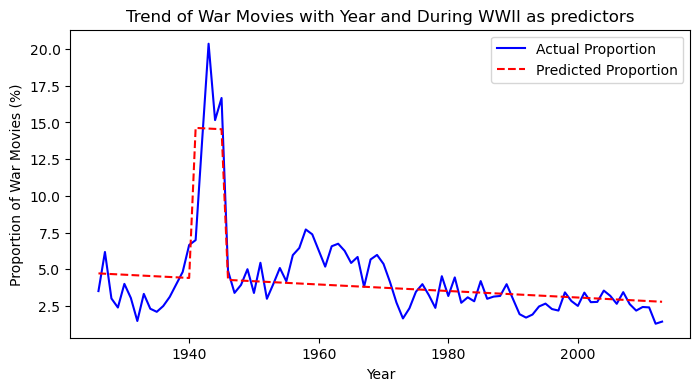 Trend of War Movies with Year and During WWII as predictors
Actual Proportion
Predicted Proportion
Proportion of War Movies (%)
20.0
17.5
15.0
12.5
10.0
7.5
5.0
2.5
1940
1960
1980
2000
Year